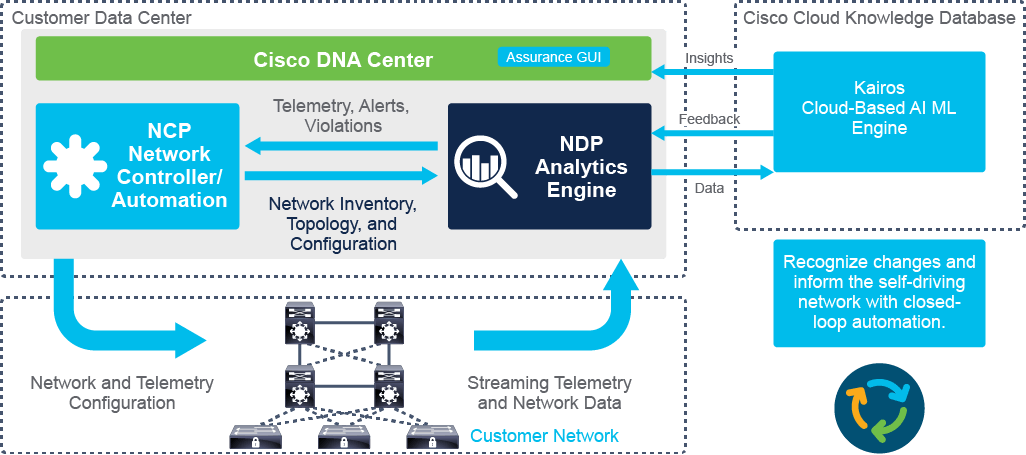 Customer Data Center
Cisco DNA Center
Assurance GUI
NCP
Network
Controller/
Automation
Telemetry, Alerts,
Violations
Network Inventory,
Topology, and
Configuration
NDP
Analytics
Engine
Insights
Feedback
Data
Cisco Cloud Knowledge Database
Kairos
Cloud-Based AI ML
Engine
Recognize changes and
inform the self-driving
network with closed-
loop automation.
Network and Telemetry
Configuration
Streaming Telemetry
and Network Data
Customer Network